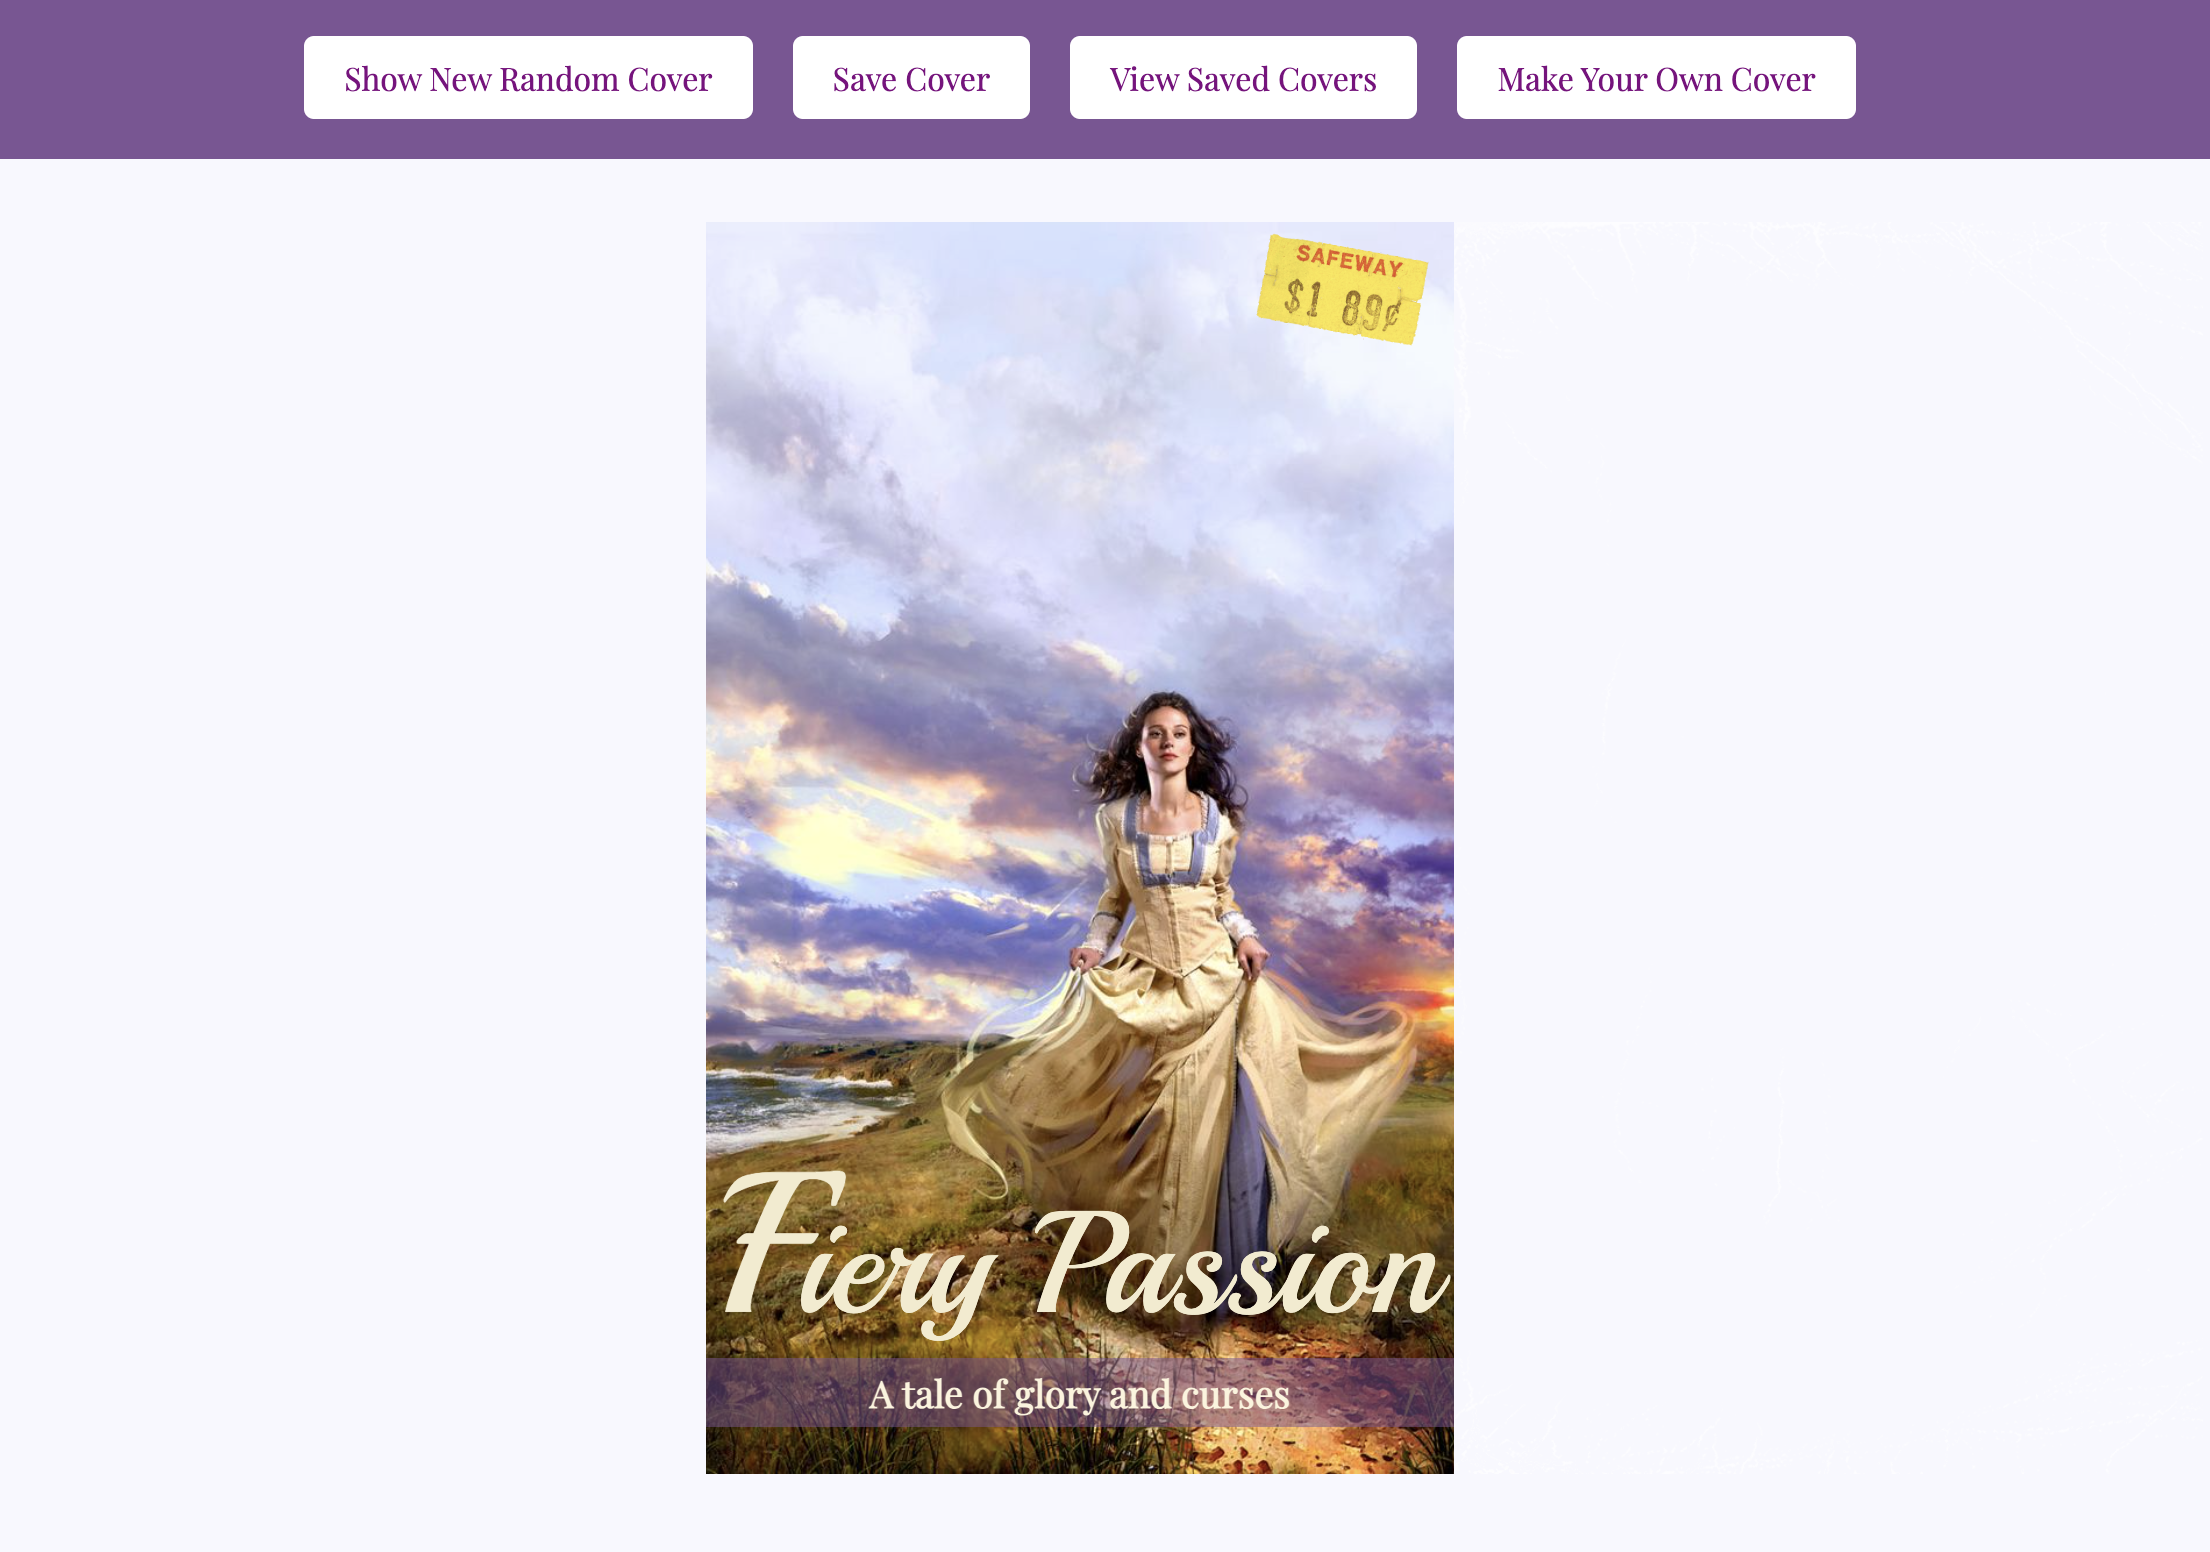 Show New Random Cover
Save Cover
View Saved Covers
Make Your Own Cover
SAFEWAY
$1 89¢
Fiery Passion
A tale of glory and curses